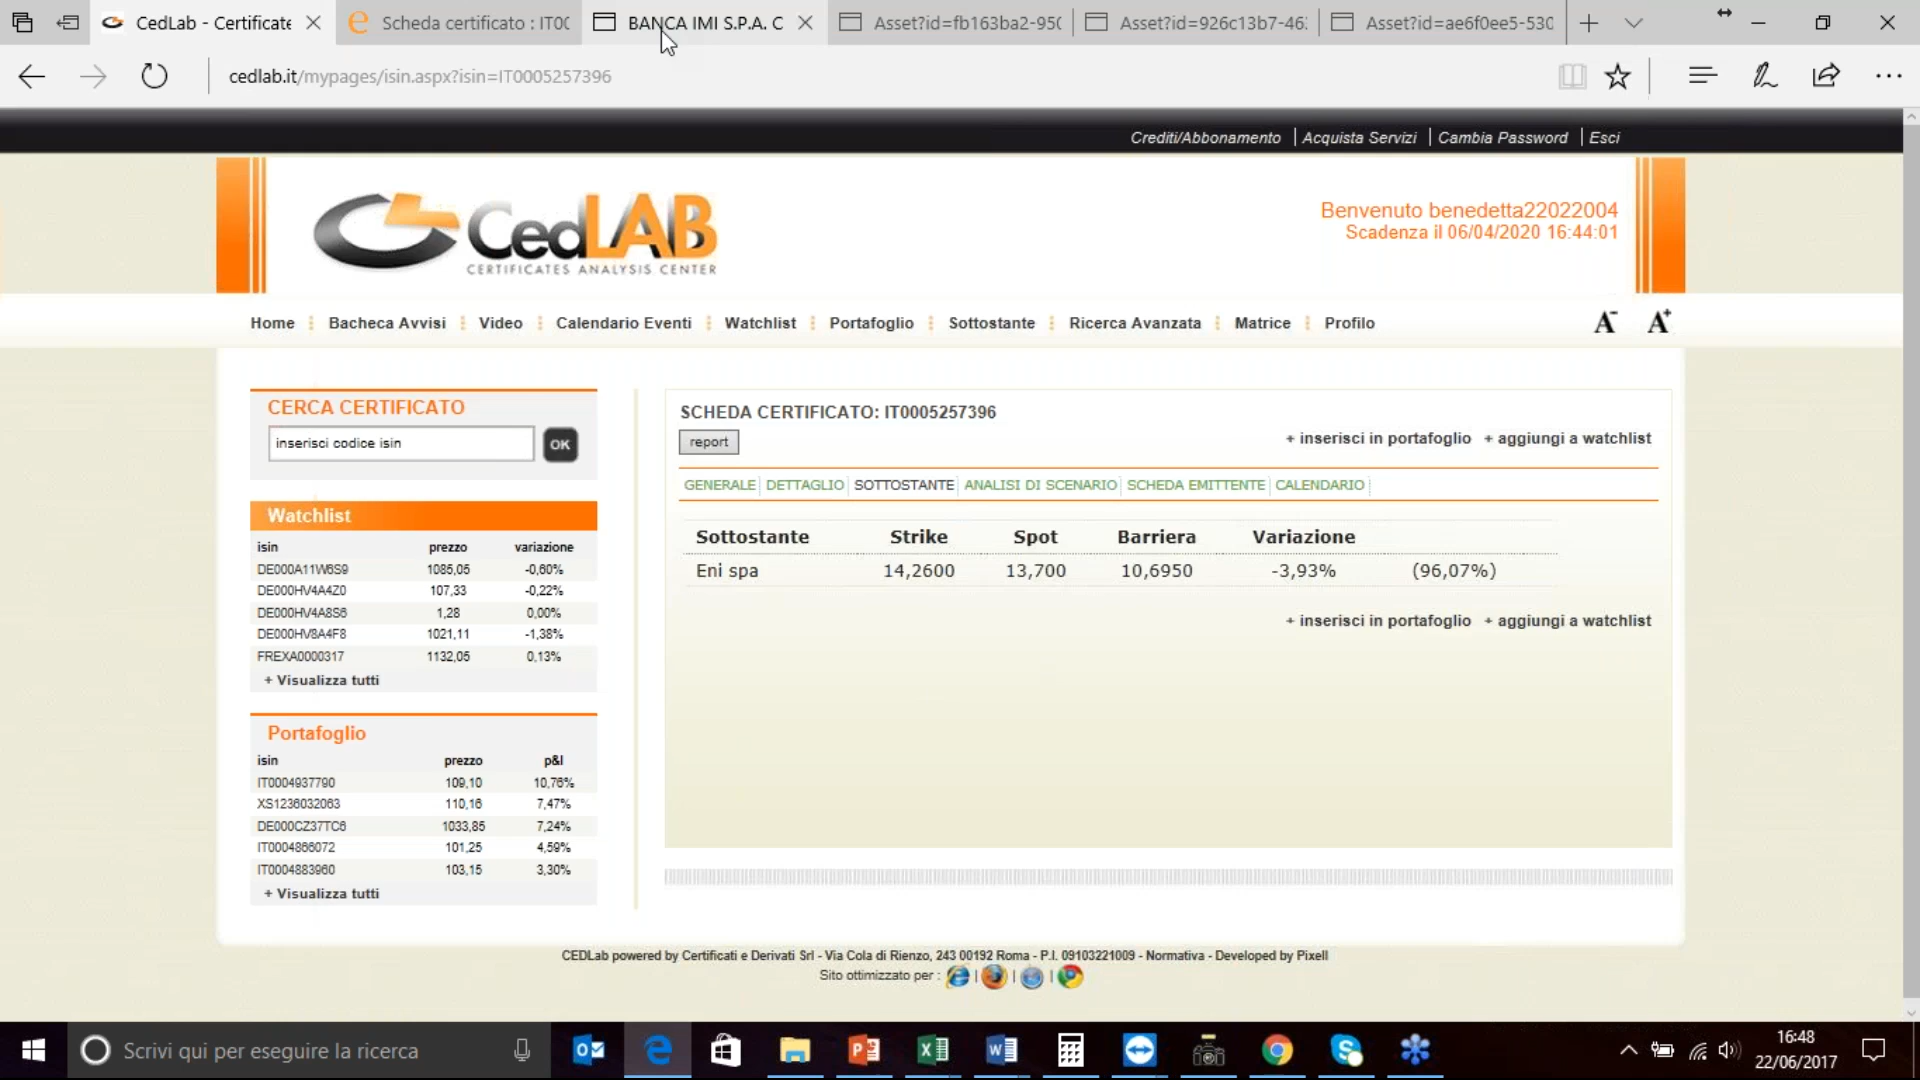 CedLab - Certificate
Scheda certificato : IT00
BANCA IMI S.P.A. C
Asset?id=fb163ba2-950
Asset?id=926c13b7-46
Asset?id=ae6f0ee5-530
cedlab.it/mypages/isin.aspx?isin=IT0005257396
Crediti/Abbonamento | Acquista Servizi | Cambia Password | Esci
CedLAB
CERTIFICATES ANALYSIS CENTER
Benvenuto benedetta22022004
Scadenza il 06/04/2020 16:44:01
Home Bacheca Avvisi Video Calendario Eventi Watchlist Portafoglio Sottostante Ricerca Avanzata Matrice Profilo
A- A+
CERCA CERTIFICATO
inserisci codice isin OK
Watchlist
isin prezzo variazione
DE000A11W6S9 1085,05 -0,60%
DE000HV4A4Z0 107,33 -0,22%
DE000HV4A8S6 1,28 0,00%
DE000HV8A4F8 1021,11 -1,38%
FREXA0000317 1132,05 0,13%
+ Visualizza tutti
Portafoglio
isin prezzo p&l
IT0004937790 109,10 10,76%
XS1236032063 110,16 7,47%
DE000CZ37TC6 1033,85 7,24%
IT0004866072 101,25 4,59%
IT0004883960 103,15 3,30%
+ Visualizza tutti
SCHEDA CERTIFICATO: IT0005257396
report
+ inserisci in portafoglio + aggiungi a watchlist
GENERALE DETTAGLIO SOTTOSTANTE ANALISI DI SCENARIO SCHEDA EMITTENTE CALENDARIO
Sottostante Strike Spot Barriera Variazione
Eni spa 14,2600 13,700 10,6950 -3,93% (96,07%)
+ inserisci in portafoglio + aggiungi a watchlist
CEDLab powered by Certificati e Derivati Srl - Via Cola di Rienzo, 243 00192 Roma - P.I. 09103221009 - Normativa - Developed by Pixell
Sito ottimizzato per :
Scrivi qui per eseguire la ricerca
16:48
22/06/2017